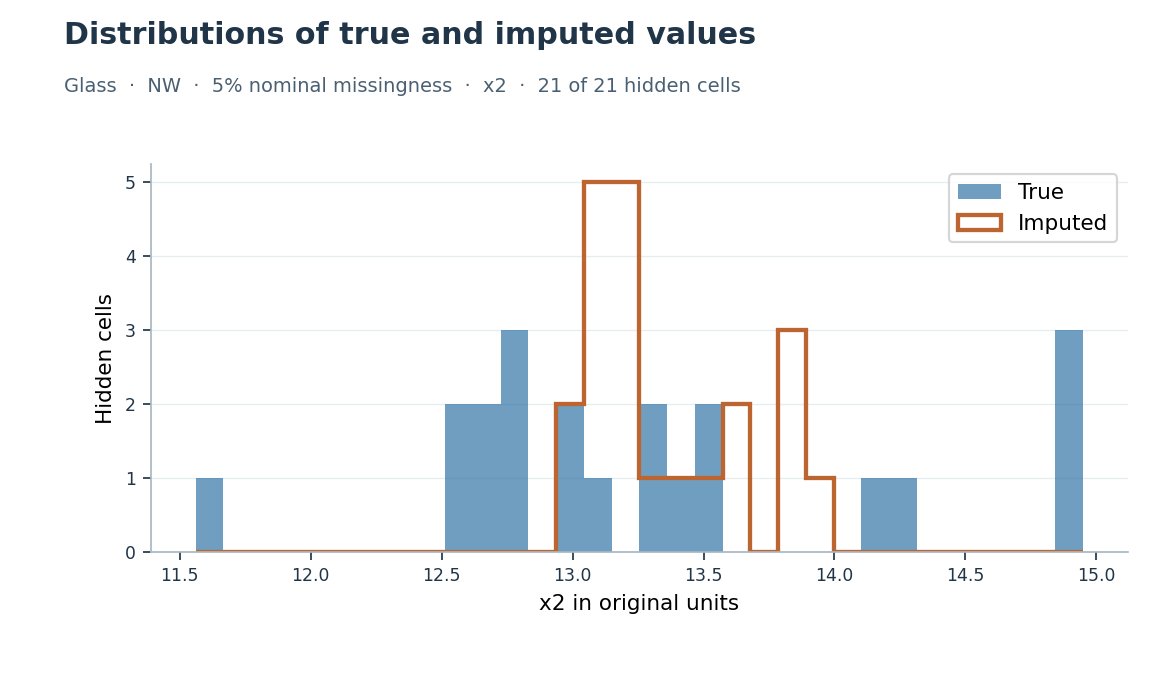 Distributions of true and imputed values
Glass · NW · 5% nominal missingness · x2 · 21 of 21 hidden cells
True
Imputed
Hidden cells
5
4
3
2
1
0
11.5 12.0 12.5 13.0 13.5 14.0 14.5 15.0
x2 in original units